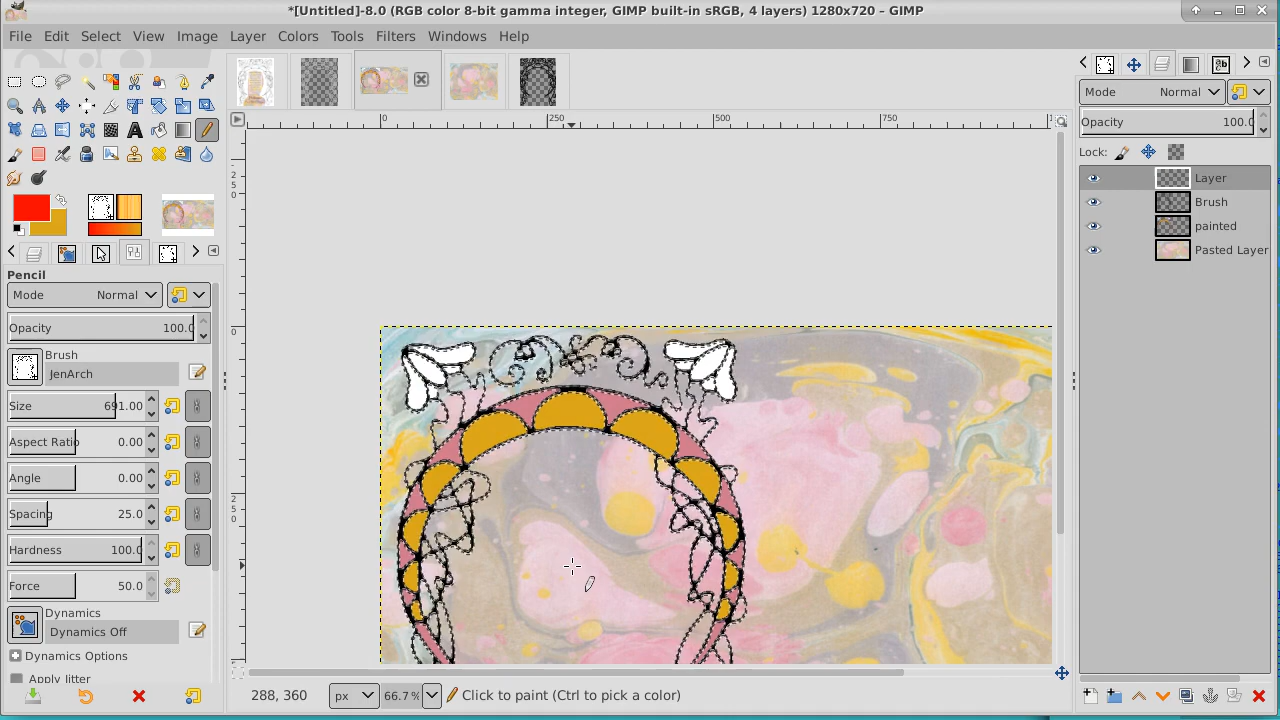 *[Untitled]-8.0 (RGB color 8-bit gamma integer, GIMP built-in sRGB, 4 layers) 1280x720 – GIMP
File Edit Select View Image Layer Colors Tools Filters Windows Help
Mode Normal
Opacity 100.0
Lock:
Layer
Brush
painted
Pasted Layer
0 250 500 750
250
0
250
Pencil
Mode Normal
Opacity 100.0
Brush
JenArch
Size 691.00
Aspect Ratio 0.00
Angle 0.00
Spacing 25.0
Hardness 100.0
Force 50.0
Dynamics
Dynamics Off
Dynamics Options
Apply Jitter
288, 360 px 66.7% Click to paint (Ctrl to pick a color)